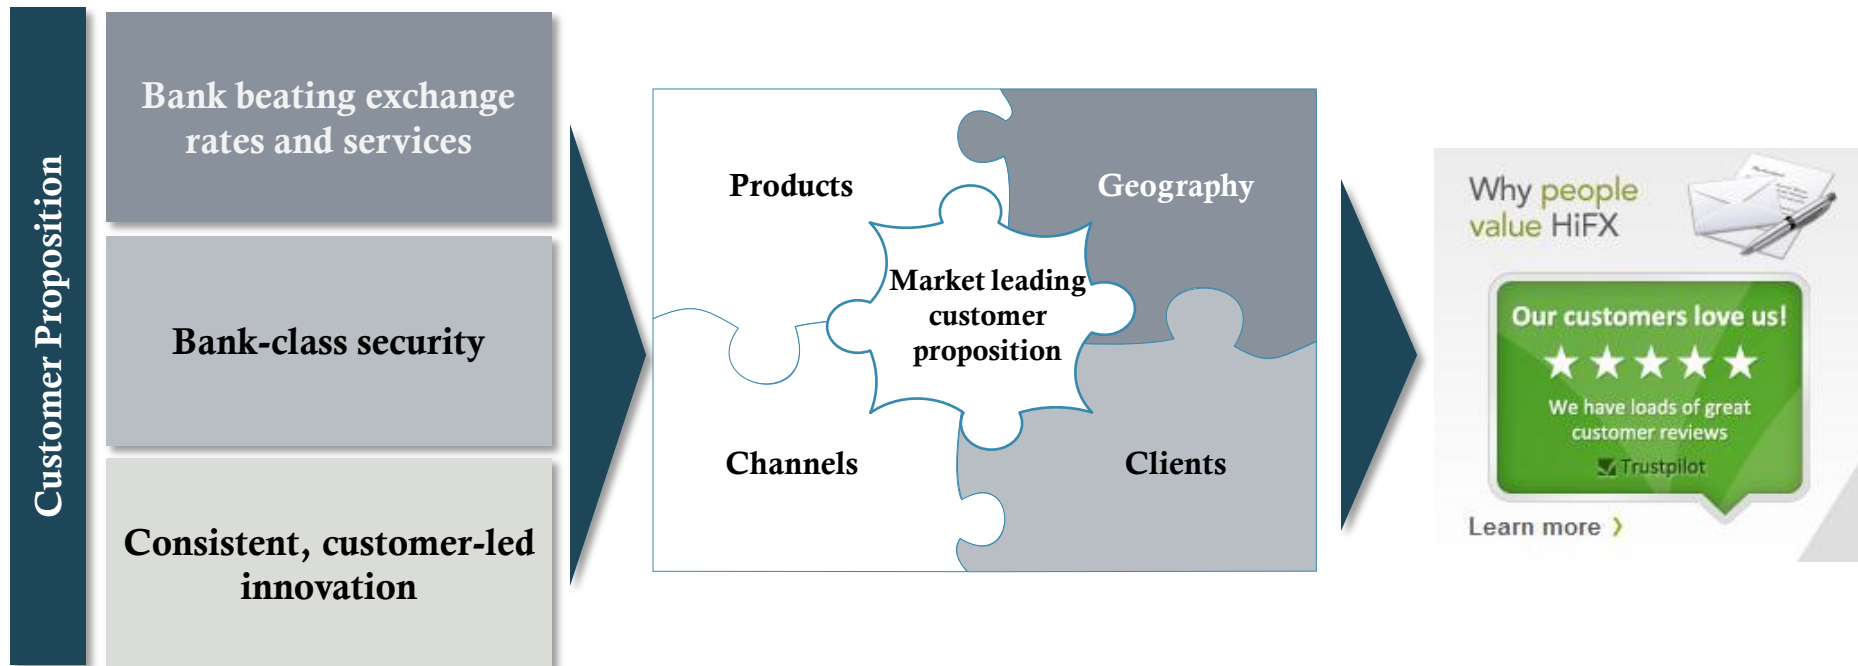 Customer Proposition
Bank beating exchange
rates and services
Bank-class security
Consistent, customer-led
innovation
Products
Geography
Market leading
customer
proposition
Channels
Clients
Why people
value HiFX
Our customers love us!
We have loads of great
customer reviews
Trustpilot
Learn more ›